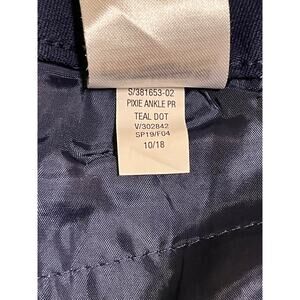 S/381653-02
PIXIE ANKLE PR
TEAL DOT
V/302842
SP19/F04
10/18